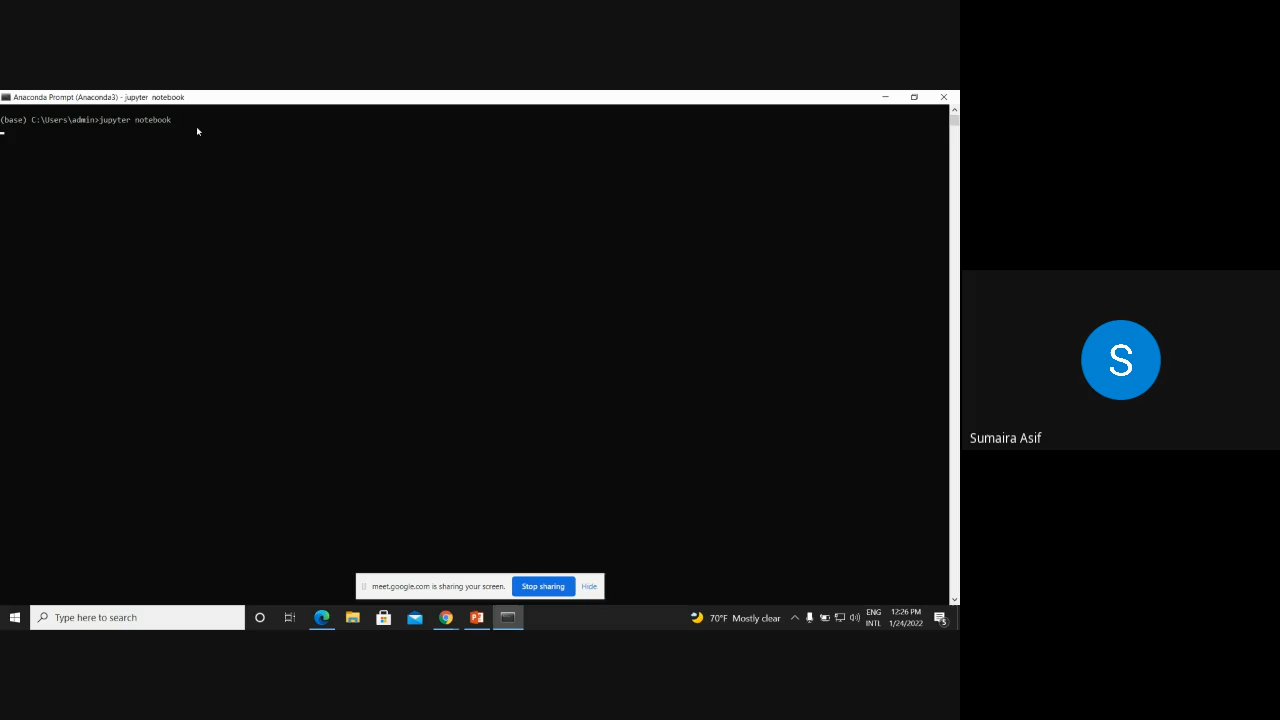 Anaconda Prompt (Anaconda3) - jupyter notebook
(base) C:\Users\admin>jupyter notebook
S
Sumaira Asif
meet.google.com is sharing your screen.
Stop sharing
Hide
Type here to search
70°F Mostly clear
ENG
INTL
12:26 PM
1/24/2022
5